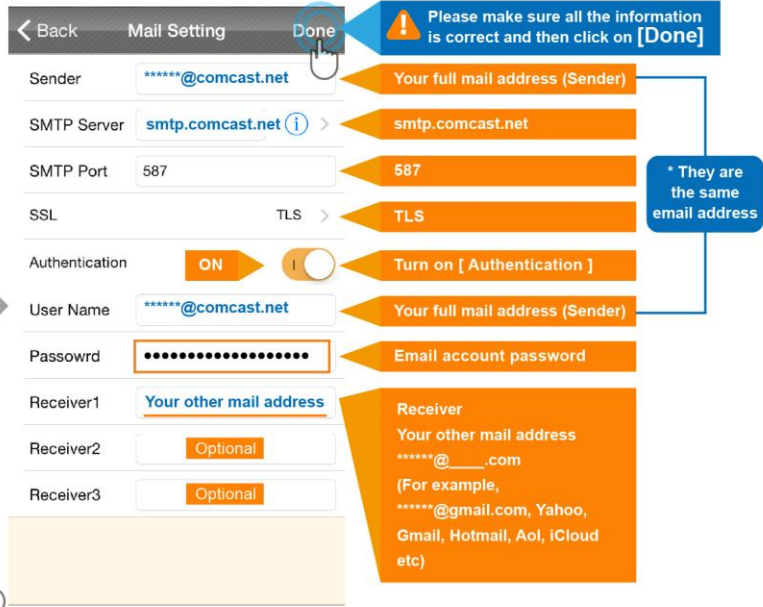 Back Mail Setting Done
Please make sure all the information
is correct and then click on [Done]
Sender ******@comcast.net Your full mail address (Sender)
SMTP Server smtp.comcast.net i smtp.comcast.net
SMTP Port 587 587
* They are
the same
email address
SSL TLS TLS
Authentication ON I Turn on [ Authentication ]
User Name ******@comcast.net Your full mail address (Sender)
Passowrd ••••••••••••••••••• Email account password
Receiver1 Your other mail address
Receiver2 Optional
Receiver3 Optional
Receiver
Your other mail address
******@____.com
(For example,
******@gmail.com, Yahoo,
Gmail, Hotmail, Aol, iCloud
etc)